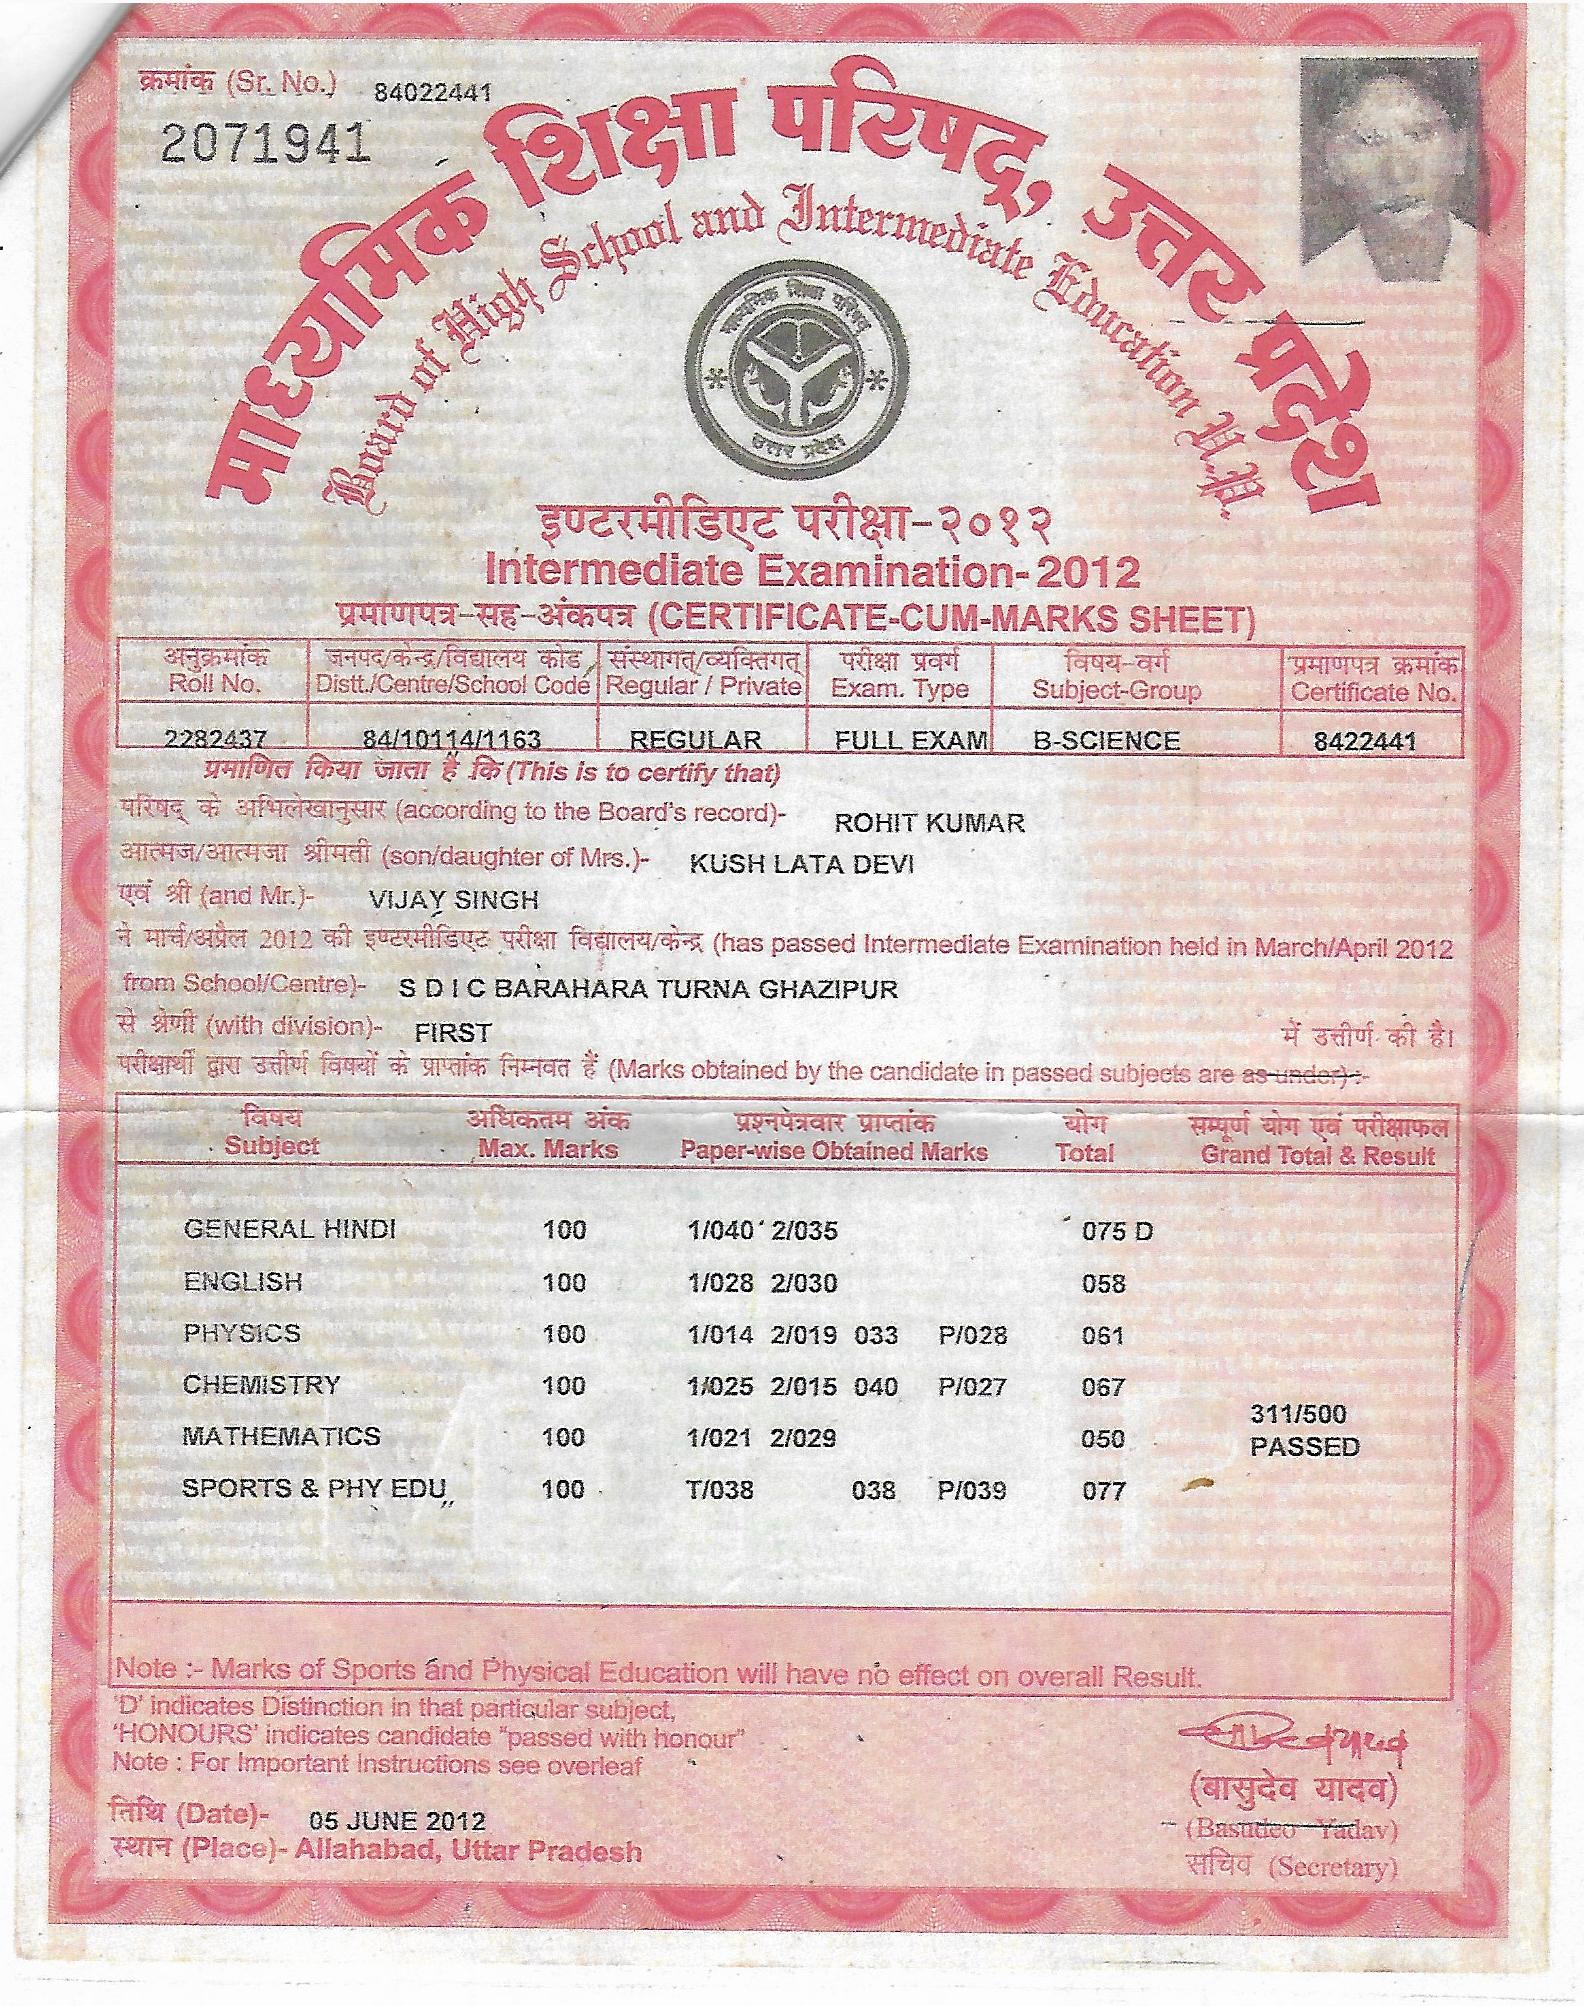 क्रमांक (Sr. No.) 84022441
2071941
माध्यमिक शिक्षा परिषद्, उत्तर प्रदेश
Board of High School and Intermediate Education U.P.
माध्यमिक शिक्षा परिषद्
* *
उत्तर प्रदेश
इण्टरमीडिएट परीक्षा-२०१२
Intermediate Examination- 2012
प्रमाणपत्र-सह-अंकपत्र (CERTIFICATE-CUM-MARKS SHEET)
अनुक्रमांक जनपद/केन्द्र/विद्यालय कोड संस्थागत/व्यक्तिगत परीक्षा प्रवर्ग विषय-वर्ग प्रमाणपत्र क्रमांक
Roll No. Distt./Centre/School Code Regular / Private Exam. Type Subject-Group Certificate No.
2282437 84/10114/1163 REGULAR FULL EXAM B-SCIENCE 8422441
प्रमाणित किया जाता है कि (This is to certify that)
परिषद् के अभिलेखानुसार (according to the Board's record)- ROHIT KUMAR
आत्मज/आत्मजा श्रीमती (son/daughter of Mrs.)- KUSH LATA DEVI
एवं श्री (and Mr.)- VIJAY SINGH
ने मार्च/अप्रैल 2012 की इण्टरमीडिएट परीक्षा विद्यालय/केन्द्र (has passed Intermediate Examination held in March/April 2012
from School/Centre)- S D I C BARAHARA TURNA GHAZIPUR
से श्रेणी (with division)- FIRST में उत्तीर्ण की है।
परीक्षार्थी द्वारा उत्तीर्ण विषयों के प्राप्तांक निम्नवत हैं (Marks obtained by the candidate in passed subjects are as under) :-
विषय अधिकतम अंक प्रश्नपत्रवार प्राप्तांक योग सम्पूर्ण योग एवं परीक्षाफल
Subject Max. Marks Paper-wise Obtained Marks Total Grand Total & Result
GENERAL HINDI 100 1/040 2/035 075 D
ENGLISH 100 1/028 2/030 058
PHYSICS 100 1/014 2/019 033 P/028 061
CHEMISTRY 100 1/025 2/015 040 P/027 067
311/500
MATHEMATICS 100 1/021 2/029 050 PASSED
SPORTS & PHY EDU 100 T/038 038 P/039 077
Note :- Marks of Sports and Physical Education will have no effect on overall Result.
'D' indicates Distinction in that particular subject,
'HONOURS' indicates candidate "passed with honour"
Note : For Important Instructions see overleaf
(बासुदेव यादव)
तिथि (Date)- 05 JUNE 2012 (Basudeo Yadav)
स्थान (Place)- Allahabad, Uttar Pradesh सचिव (Secretary)